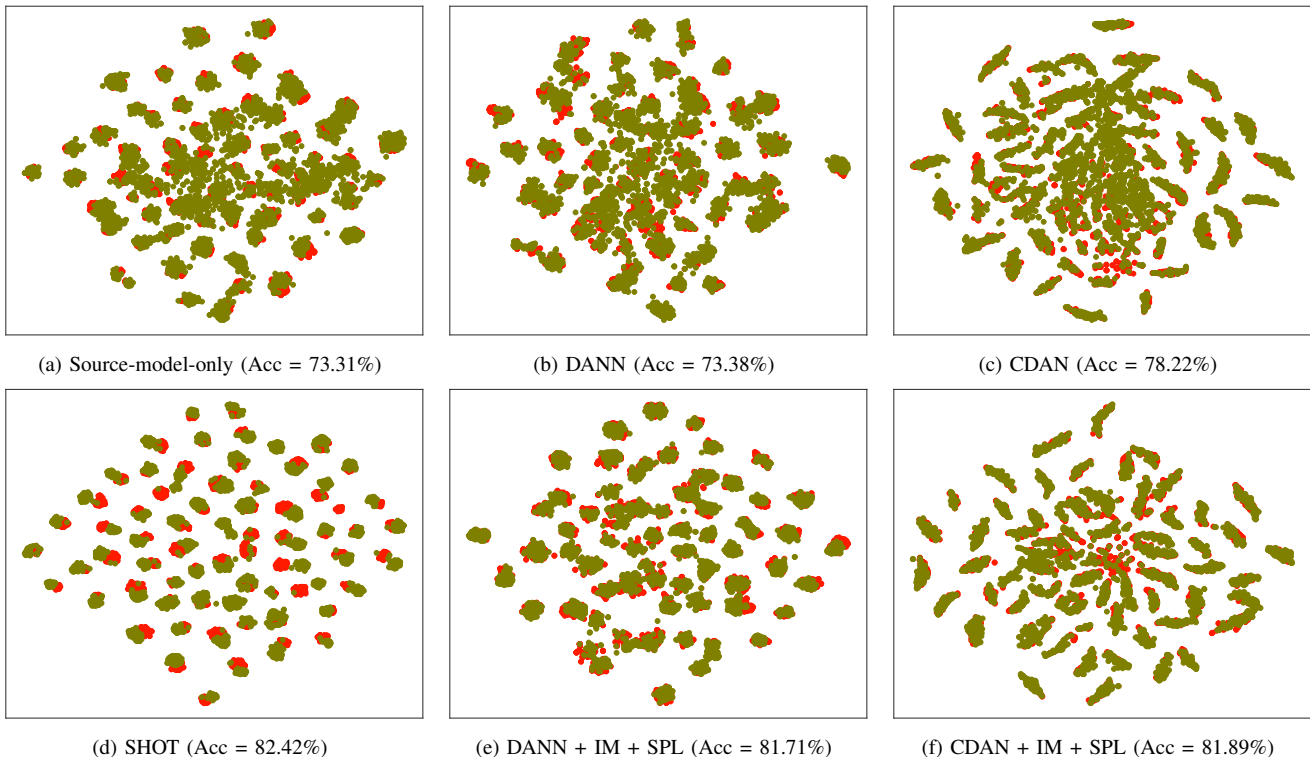 (a) Source-model-only (Acc = 73.31%)
(b) DANN (Acc = 73.38%)
(c) CDAN (Acc = 78.22%)
(d) SHOT (Acc = 82.42%)
(e) DANN + IM + SPL (Acc = 81.71%)
(f) CDAN + IM + SPL (Acc = 81.89%)